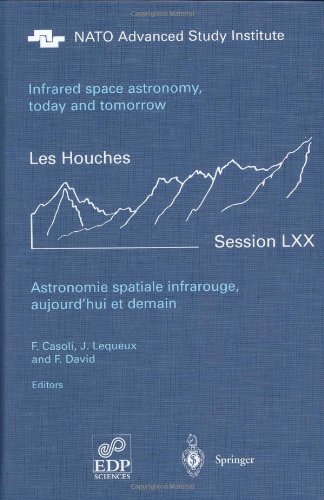 NATO Advanced Study Institute
Infrared space astronomy,
today and tomorrow
Les Houches
Session LXX
Astronomie spatiale infrarouge,
aujourd'hui et demain
F. Casoli, J. Lequeux
and F. David
Editors
EDP
SCIENCES
Springer